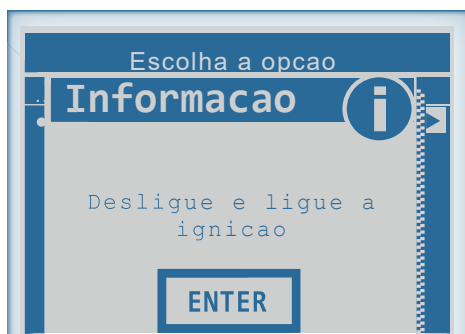 Escolha a opcao
Informacao
i
Desligue e ligue a
ignicao
ENTER